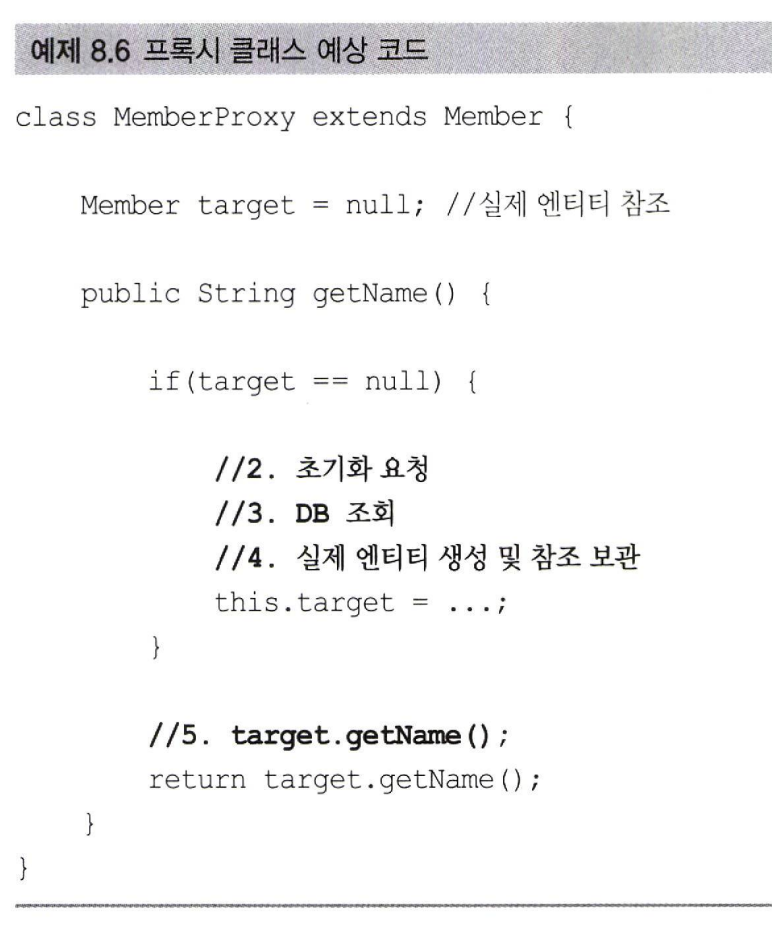 예제 8.6 프록시 클래스 예상 코드
class MemberProxy extends Member {
Member target = null; //실제 엔티티 참조
public String getName() {
if(target == null) {
//2. 초기화 요청
//3. DB 조회
//4. 실제 엔티티 생성 및 참조 보관
this.target = ...;
}
//5. target.getName();
return target.getName();
}
}